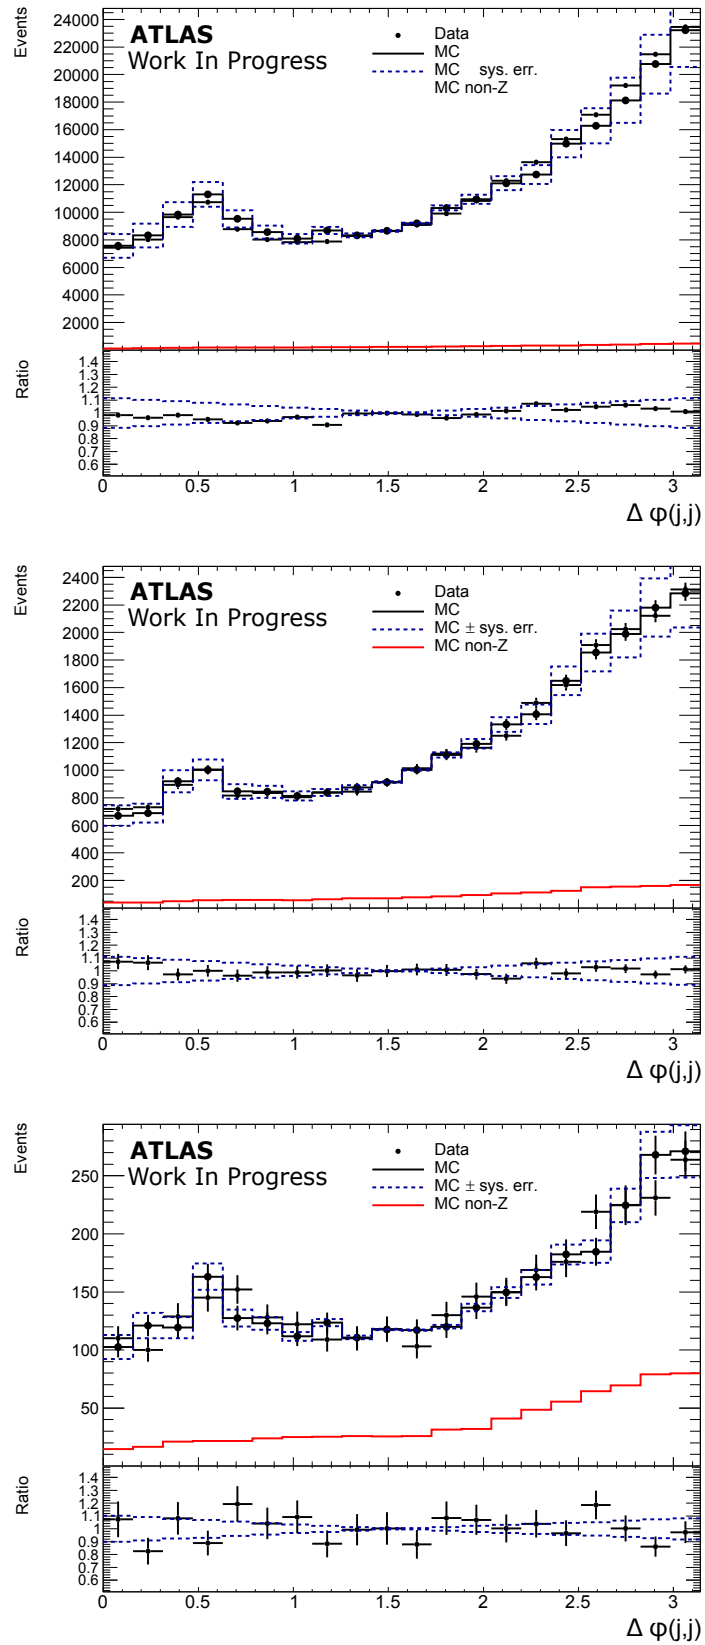 Events
24000
22000
20000
18000
16000
14000
12000
10000
8000
6000
4000
2000
ATLAS
Work In Progress
Data
MC
MC sys. err.
MC non-Z
Ratio
1.4
1.3
1.2
1.1
1
0.9
0.8
0.7
0.6
0 0.5 1 1.5 2 2.5 3
Δ φ(j,j)
Events
2400
2200
2000
1800
1600
1400
1200
1000
800
600
400
200
ATLAS
Work In Progress
Data
MC
MC ± sys. err.
MC non-Z
Ratio
1.4
1.3
1.2
1.1
1
0.9
0.8
0.7
0.6
0 0.5 1 1.5 2 2.5 3
Δ φ(j,j)
Events
250
200
150
100
50
ATLAS
Work In Progress
Data
MC
MC ± sys. err.
MC non-Z
Ratio
1.4
1.3
1.2
1.1
1
0.9
0.8
0.7
0.6
0 0.5 1 1.5 2 2.5 3
Δ φ(j,j)